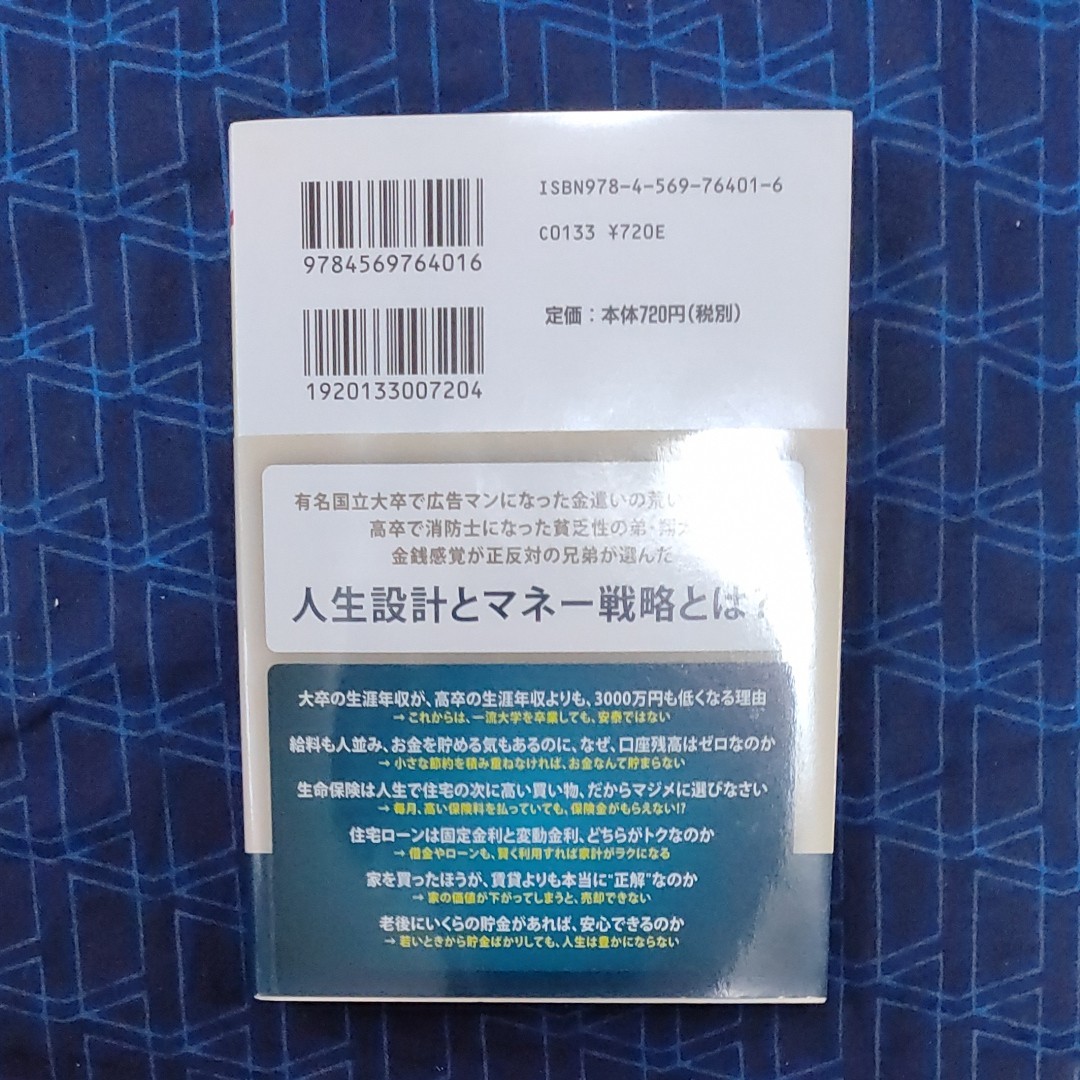 ISBN978-4-569-76401-6
C0133 ¥720E
9784569764016
定価：本体720円(税別)
1920133007204
有名国立大卒で広告マンになった金遣いの荒い
高卒で消防士になった貧乏性の弟・翔太
金銭感覚が正反対の兄弟が選んだ
人生設計とマネー戦略とは？
大卒の生涯年収が、高卒の生涯年収よりも、3000万円も低くなる理由
→ これからは、一流大学を卒業しても、安泰ではない
給料も人並み、お金を貯める気もあるのに、なぜ、口座残高はゼロなのか
→ 小さな節約を積み重ねなければ、お金なんて貯まらない
生命保険は人生で住宅の次に高い買い物、だからマジメに選びなさい
→ 毎月、高い保険料を払っていても、保険金がもらえない!?
住宅ローンは固定金利と変動金利、どちらがトクなのか
→ 借金やローンも、賢く利用すれば家計がラクになる
家を買ったほうが、賃貸よりも本当に“正解”なのか
→ 家の価値が下がってしまうと、売却できない
老後にいくらの貯金があれば、安心できるのか
→ 若いときから貯金ばかりしても、人生は豊かにならない